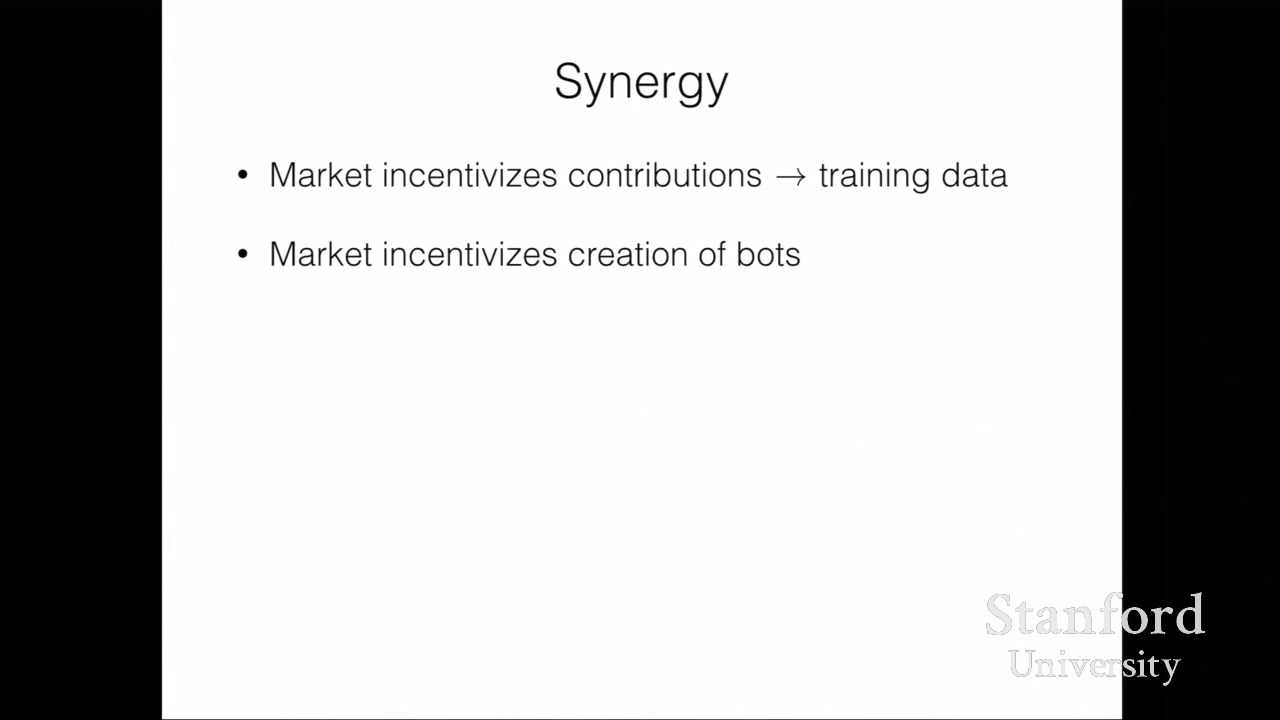 Synergy
• Market incentivizes contributions → training data
• Market incentivizes creation of bots
Stanford
University